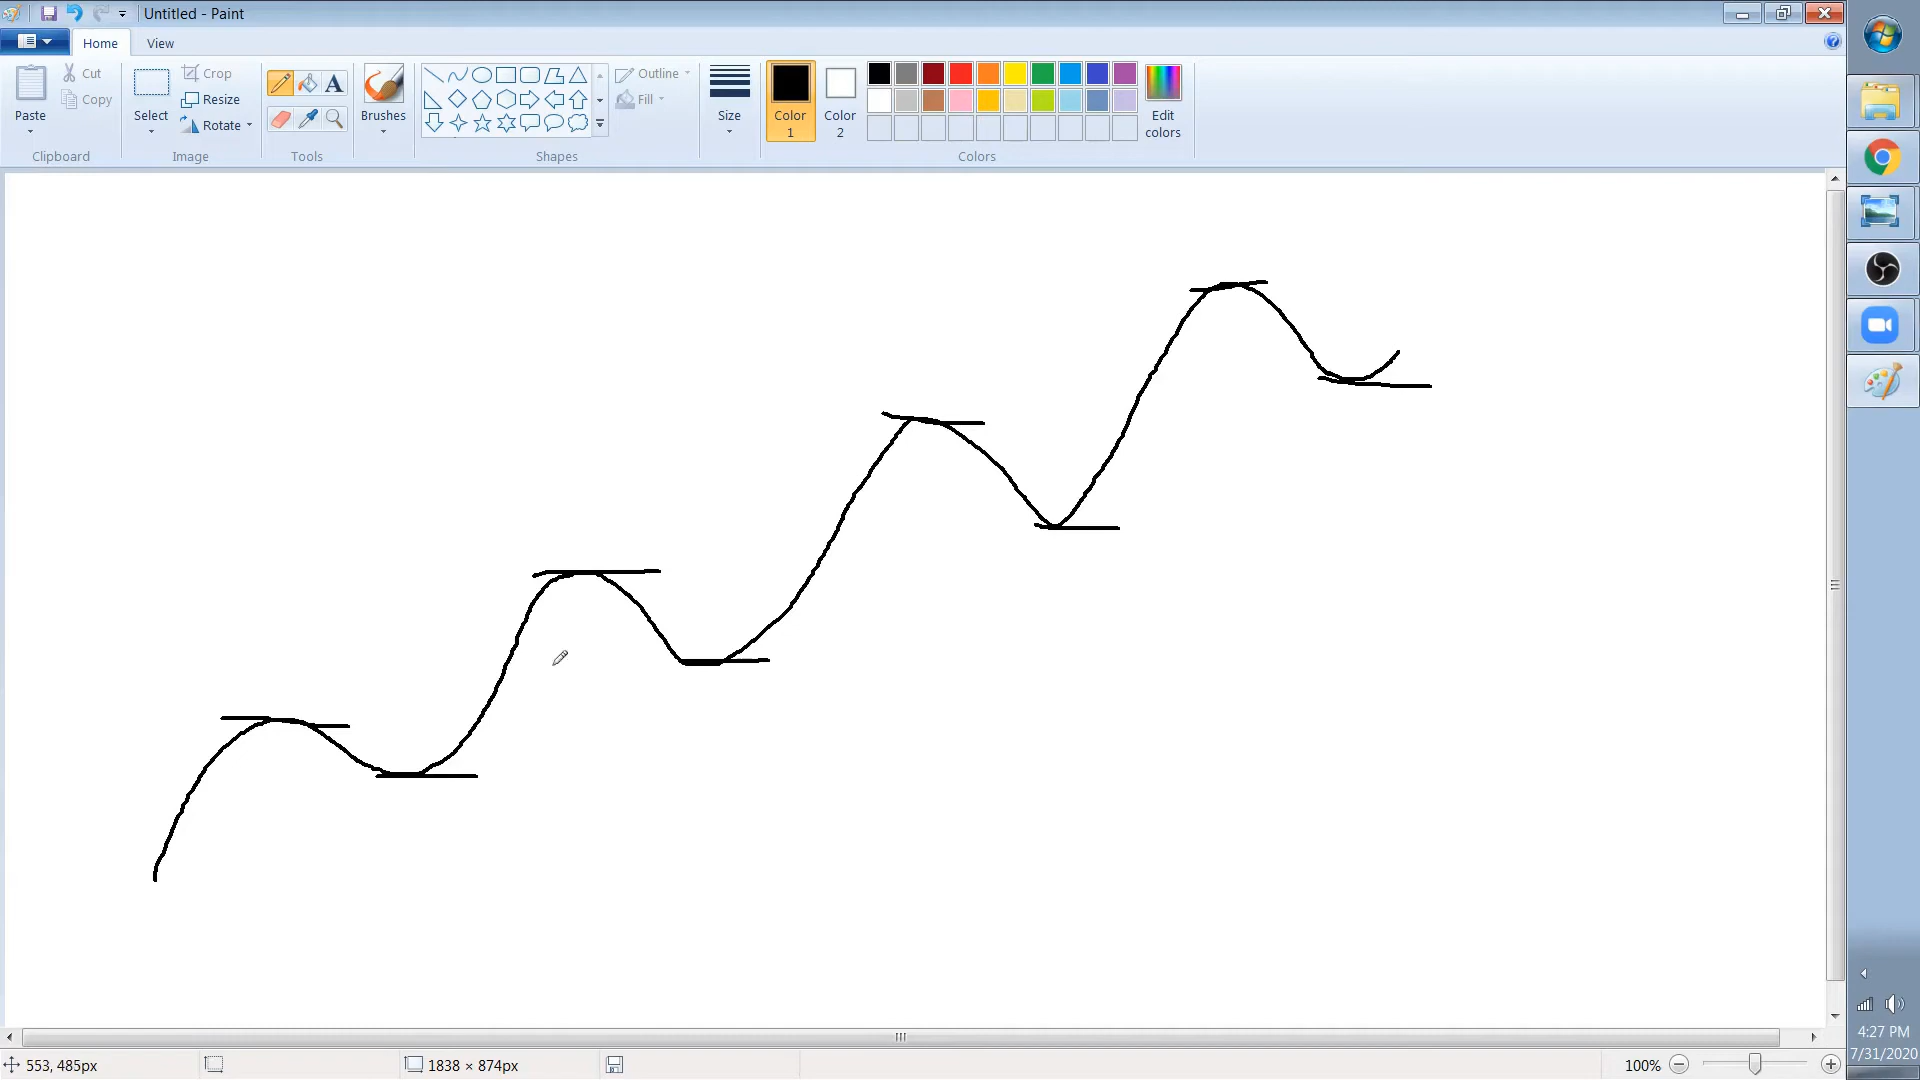 Untitled - Paint
Home View
Paste
Cut
Copy
Clipboard
Select
Crop
Resize
Rotate
Image
A
Tools
Brushes
Outline
Fill
Shapes
Size
Color 1
Color 2
Edit colors
Colors
553, 485px
1838 × 874px
100%
4:27 PM
7/31/2020